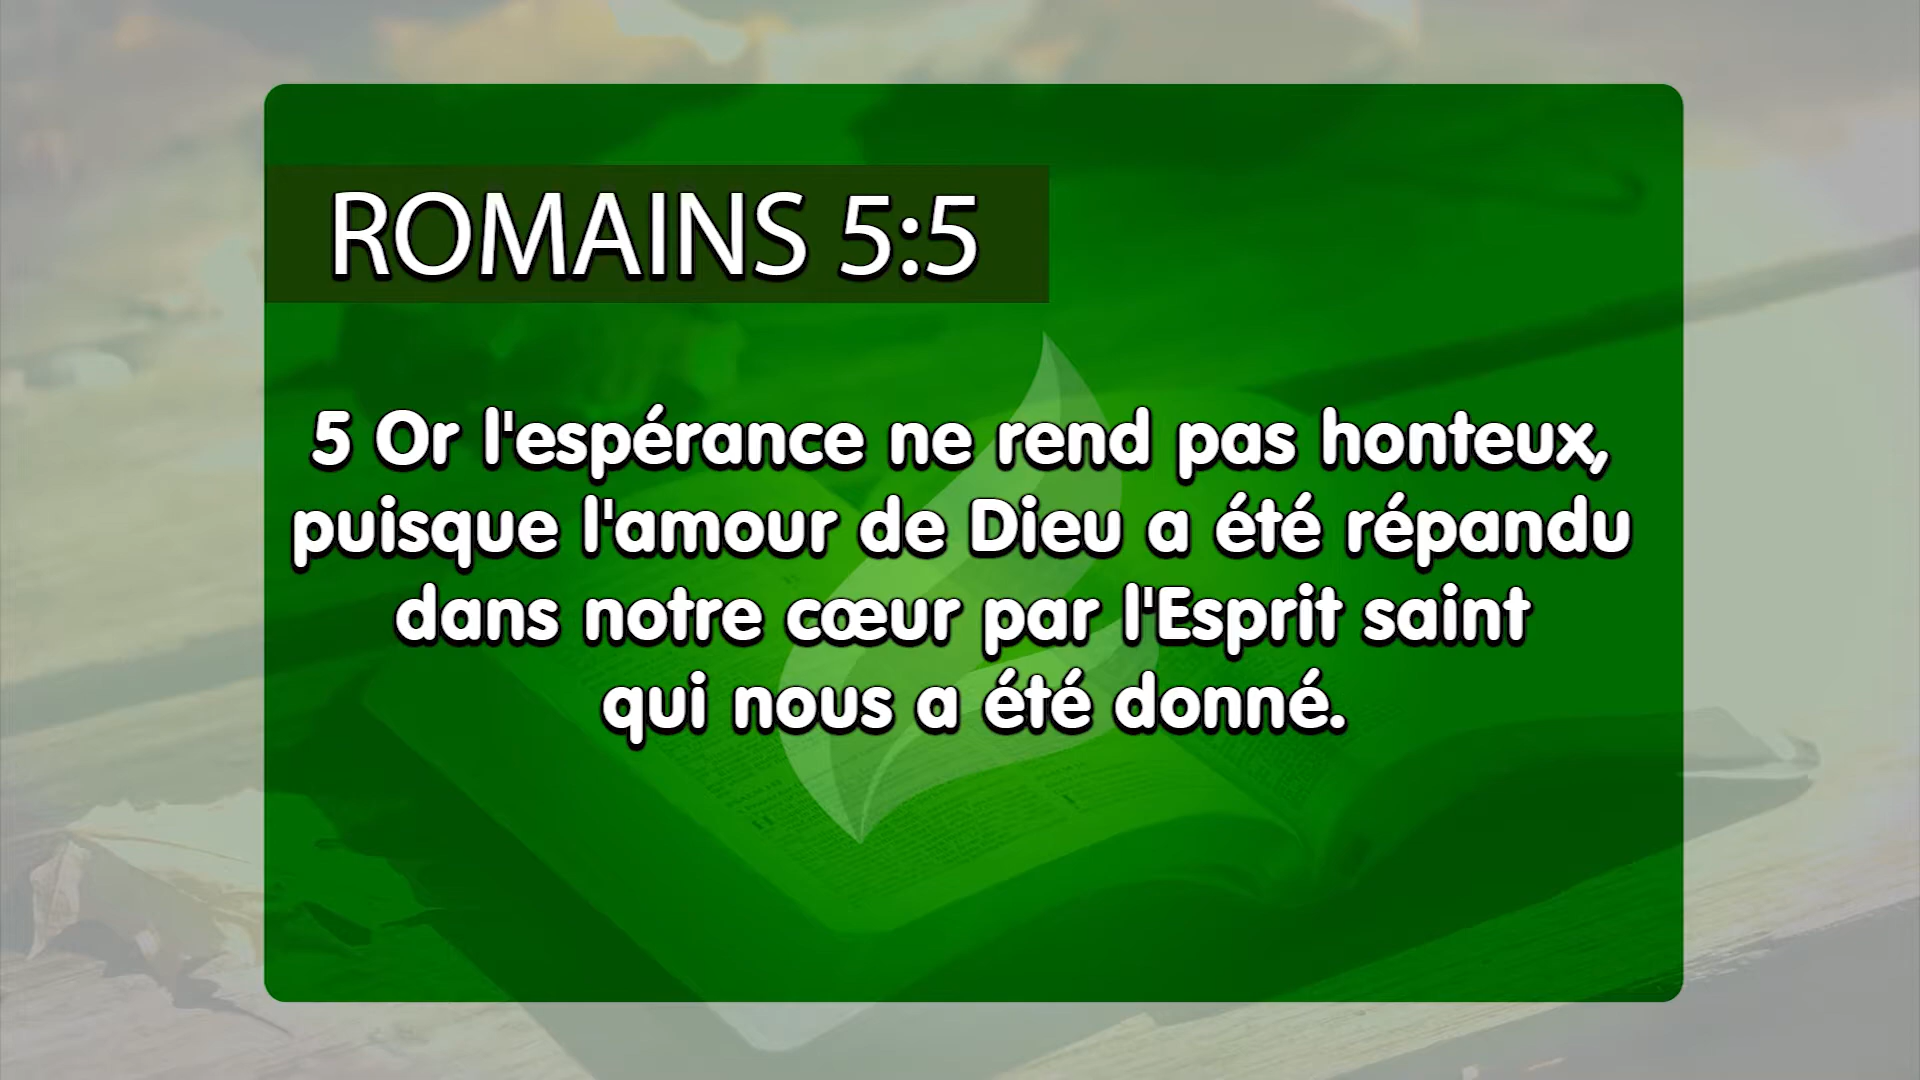 ROMAINS 5:5
5 Or l'espérance ne rend pas honteux,
puisque l'amour de Dieu a été répandu
dans notre cœur par l'Esprit saint
qui nous a été donné.